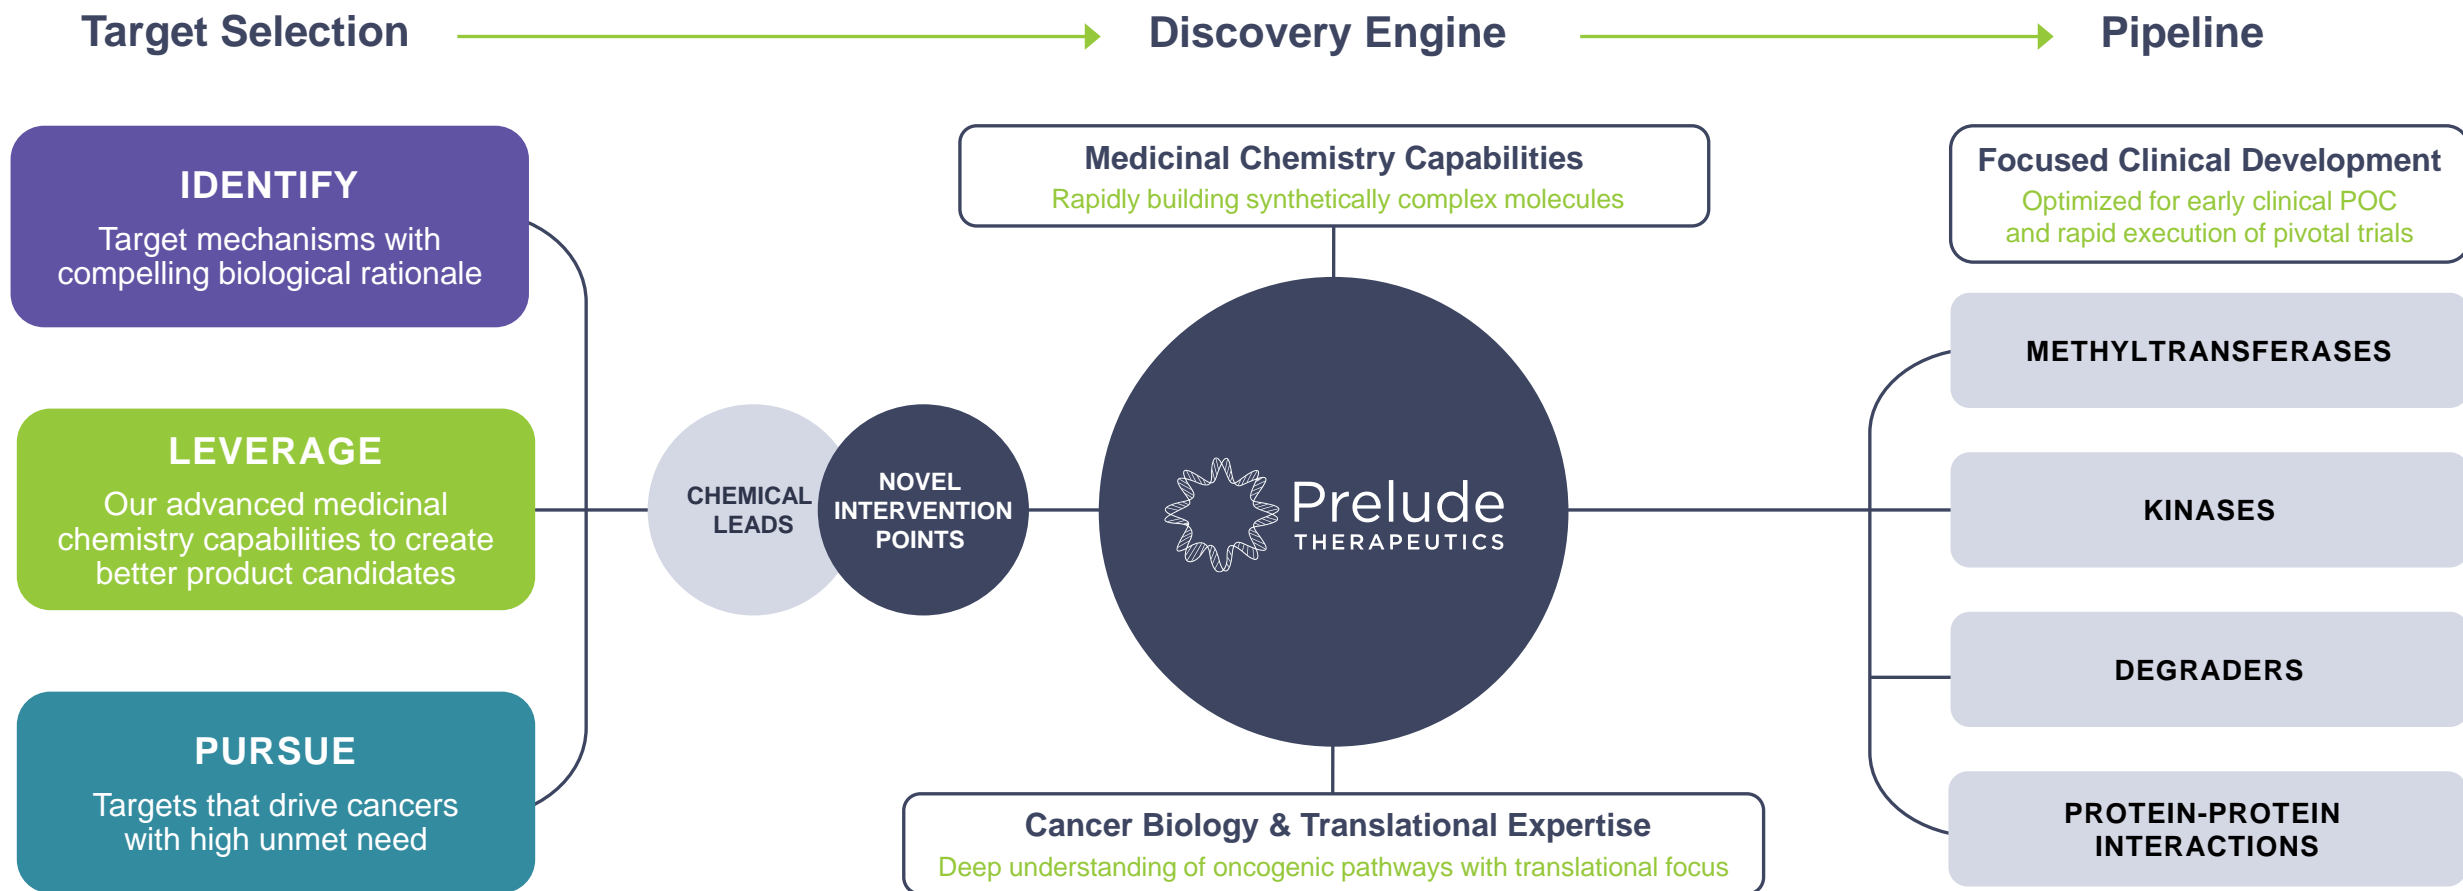 Target Selection
Discovery Engine
Pipeline
IDENTIFY
Target mechanisms with
compelling biological rationale
LEVERAGE
Our advanced medicinal
chemistry capabilities to create
better product candidates
PURSUE
Targets that drive cancers
with high unmet need
CHEMICAL
LEADS
NOVEL
INTERVENTION
POINTS
Medicinal Chemistry Capabilities
Rapidly building synthetically complex molecules
Prelude
THERAPEUTICS
Cancer Biology & Translational Expertise
Deep understanding of oncogenic pathways with translational focus
Focused Clinical Development
Optimized for early clinical POC
and rapid execution of pivotal trials
METHYLTRANSFERASES
KINASES
DEGRADERS
PROTEIN-PROTEIN
INTERACTIONS